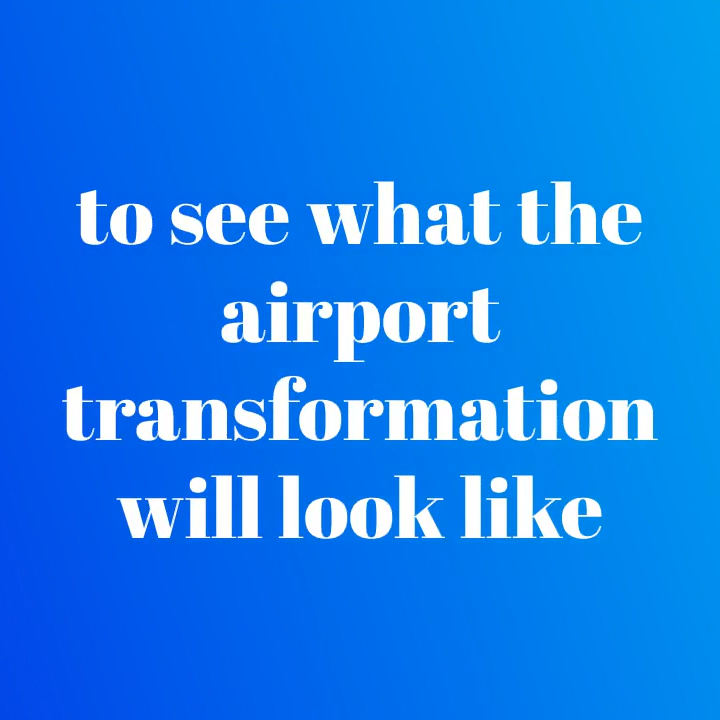 to see what the
airport
transformation
will look like